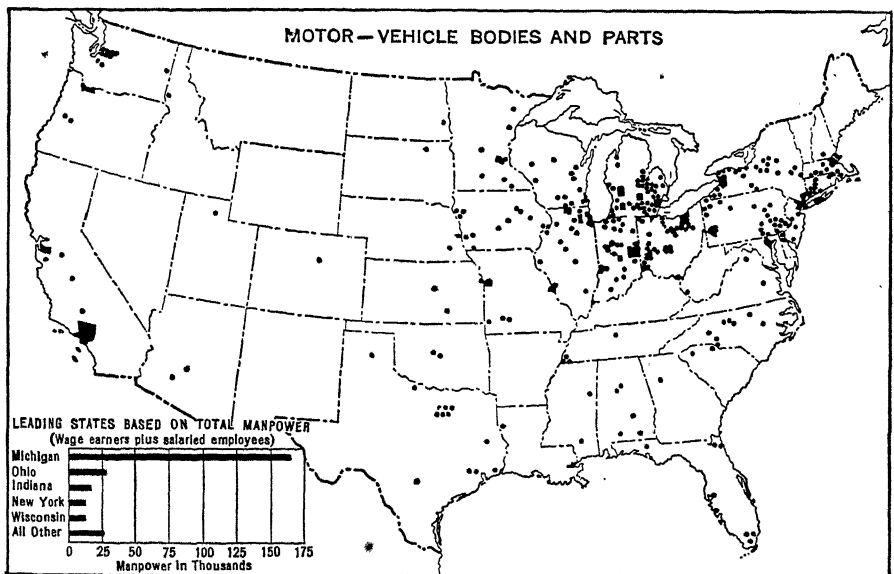 MOTOR—VEHICLE BODIES AND PARTS
LEADING STATES BASED ON TOTAL MANPOWER
(Wage earners plus salaried employees)
Michigan
Ohio
Indiana
New York
Wisconsin
All Other
0 25 50 75 100 125 150 175
Manpower in Thousands